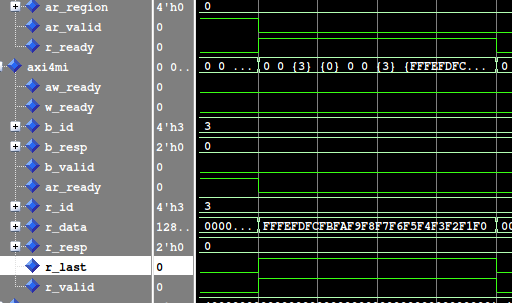 ar_region 4'h0 0
ar_valid 0
r_ready 0
axi4mi 0 0... 0 0 ... 0 0 {3} {0} 0 0 {3} {FFFEFDFC... 0
aw_ready 0
w_ready 0
b_id 4'h3 3
b_resp 2'h0 0
b_valid 0
ar_ready 0
r_id 4'h3 3
r_data 128... 0000... FFFEFDFCFBFAF9F8F7F6F5F4F3F2F1F0 00
r_resp 2'h0 0
r_last 0
r_valid 0